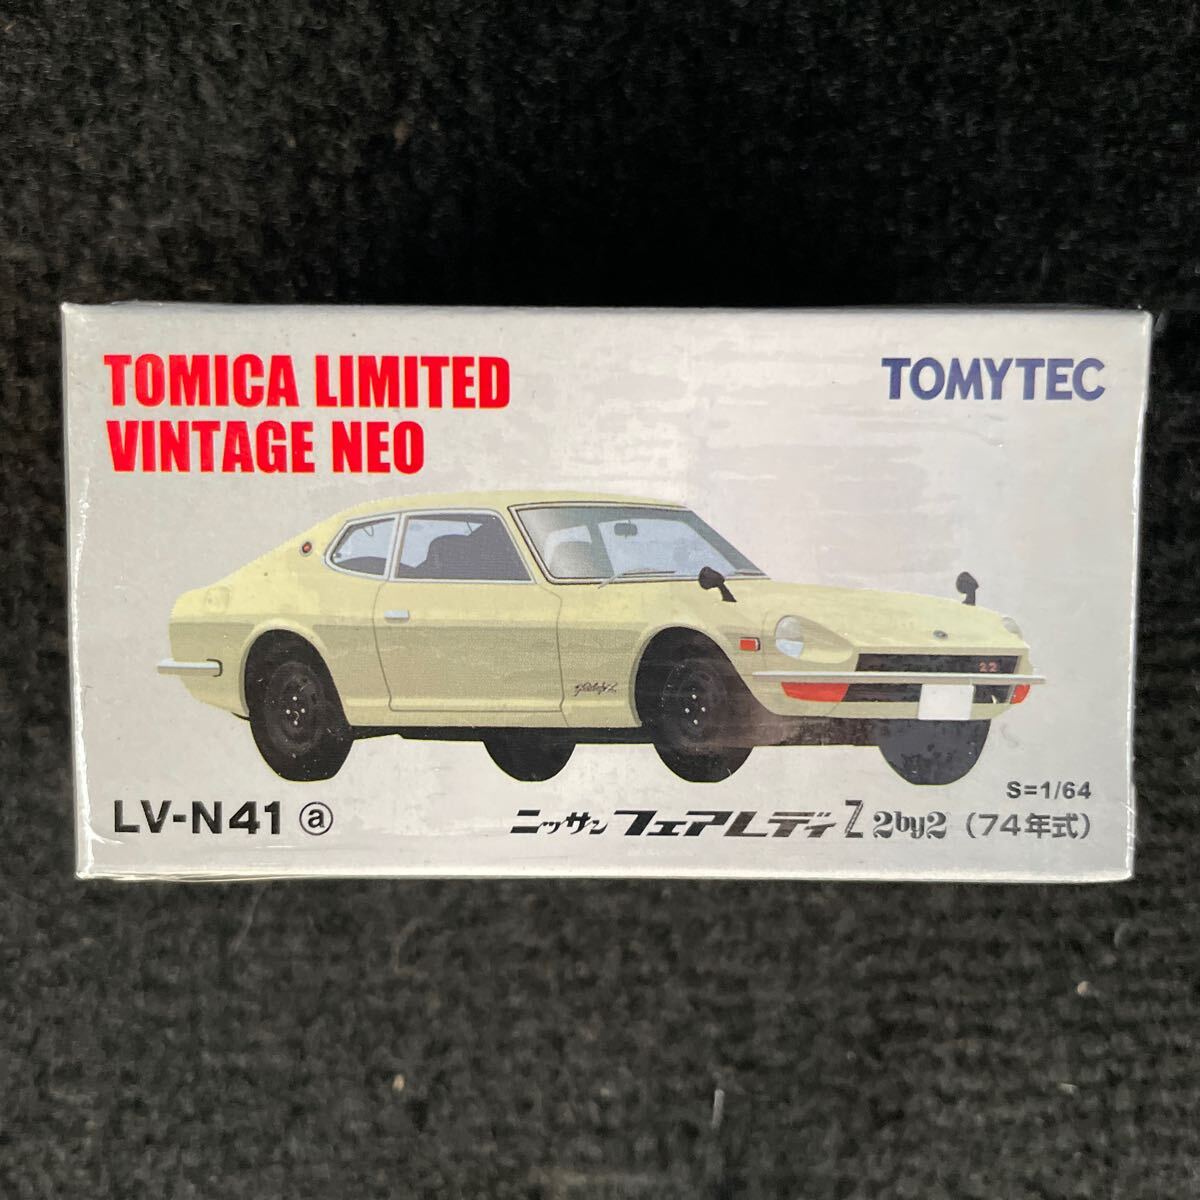 TOMICA LIMITED
VINTAGE NEO
TOMYTEC
22
S=1/64
LV-N41 ⓐ
ニッサン フェアレディ Z 2by2 (74年式)